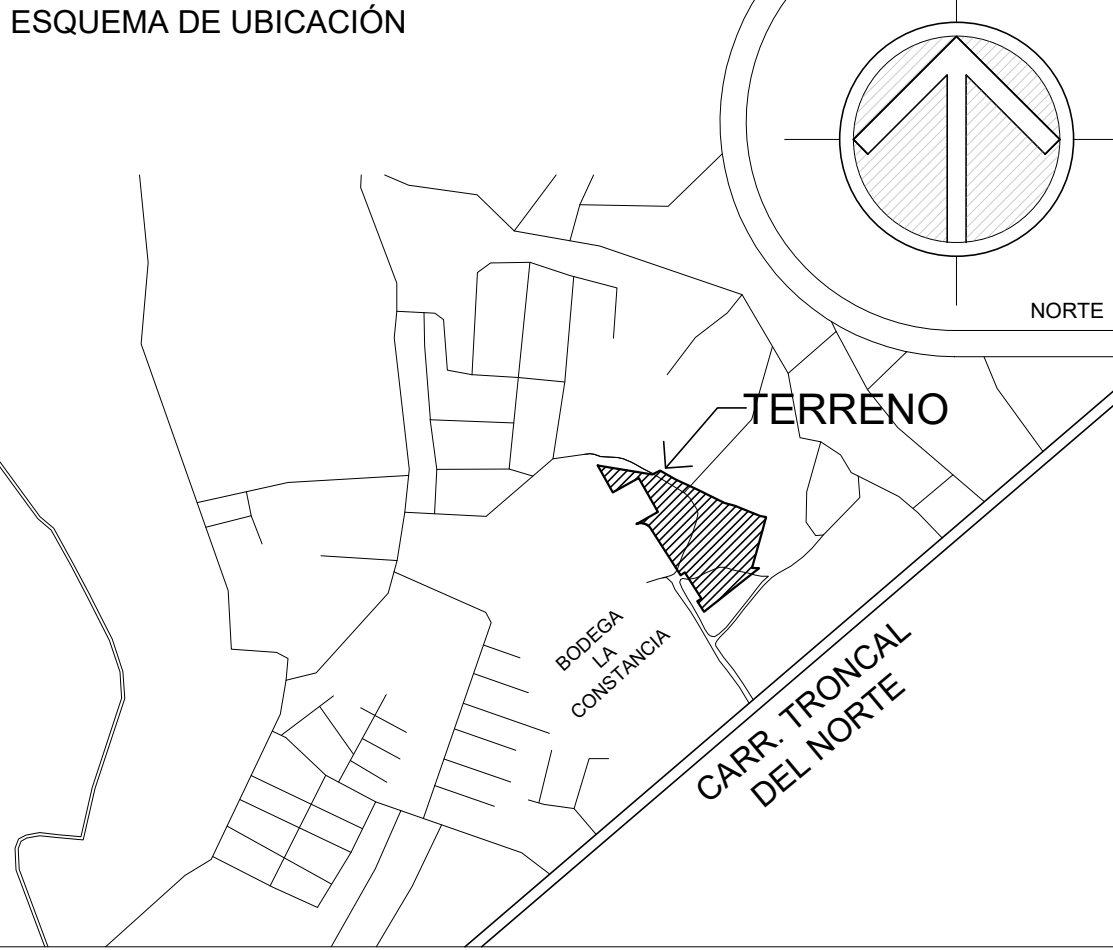 ESQUEMA DE UBICACIÓN
NORTE
TERRENO
BODEGA
LA
CONSTANCIA
CARR. TRONCAL
DEL NORTE